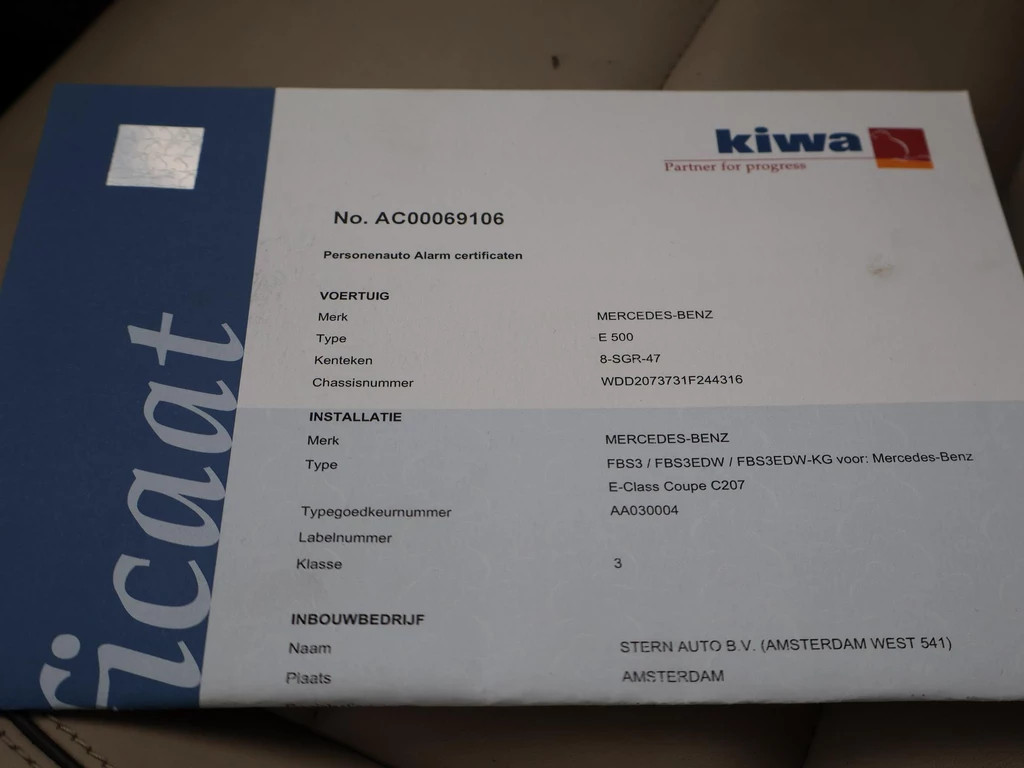 kiwa
Partner for progress
No. AC00069106
Personenauto Alarm certificaten
VOERTUIG
Merk MERCEDES-BENZ
Type E 500
Kenteken 8-SGR-47
Chassisnummer WDD2073731F244316
INSTALLATIE
Merk MERCEDES-BENZ
Type FBS3 / FBS3EDW / FBS3EDW-KG voor: Mercedes-Benz
E-Class Coupe C207
Typegoedkeurnummer AA030004
Labelnummer
Klasse 3
INBOUWBEDRIJF
Naam STERN AUTO B.V. (AMSTERDAM WEST 541)
Plaats AMSTERDAM
ficaat